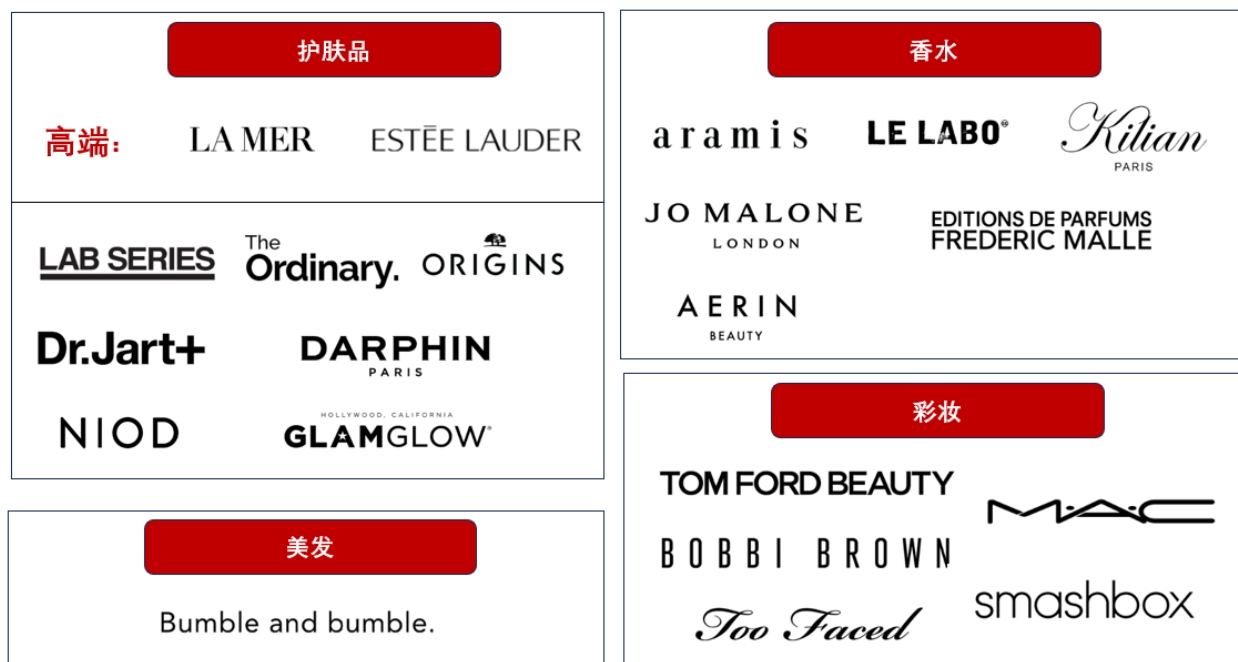 护肤品
高端：
LA MER
ESTĒE LAUDER
LAB SERIES
The
Ordinary.
ORIGINS
Dr.Jart+
DARPHIN
PARIS
NIOD
HOLLYWOOD, CALIFORNIA
GLAMGLOW®
美发
Bumble and bumble.
香水
aramis
LE LABO®
Kilian
PARIS
JO MALONE
LONDON
EDITIONS DE PARFUMS
FREDERIC MALLE
AERIN
BEAUTY
彩妆
TOM FORD BEAUTY
M·A·C
BOBBI BROWN
smashbox
Too Faced